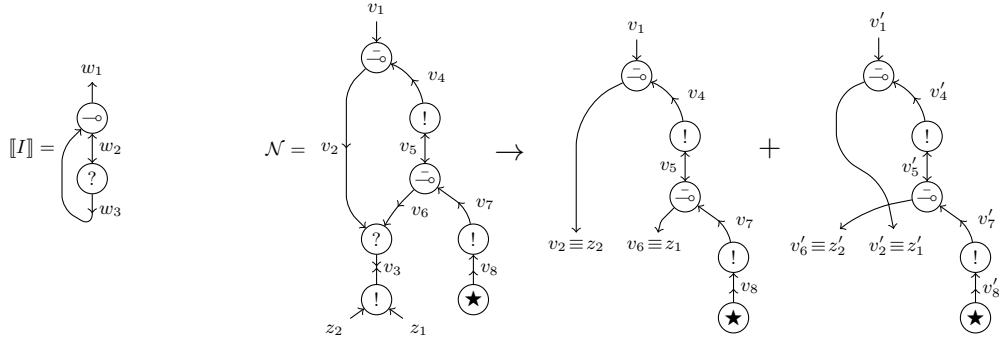 w₁
⊸
⟦I⟧ =
w₂
?
w₃
v₁
⊸̄
v₄
!
𝒩 = v₂
v₅
⊸̄
v₆
v₇
?
!
v₃
v₈
!
★
z₂
z₁
→
v₁
⊸̄
v₄
!
v₅
⊸̄
v₇
v₂≡z₂
v₆≡z₁
!
v₈
★
+
v′₁
⊸̄
v′₄
!
v′₅
⊸̄
v′₇
v′₆≡z′₂
v′₂≡z′₁
!
v′₈
★